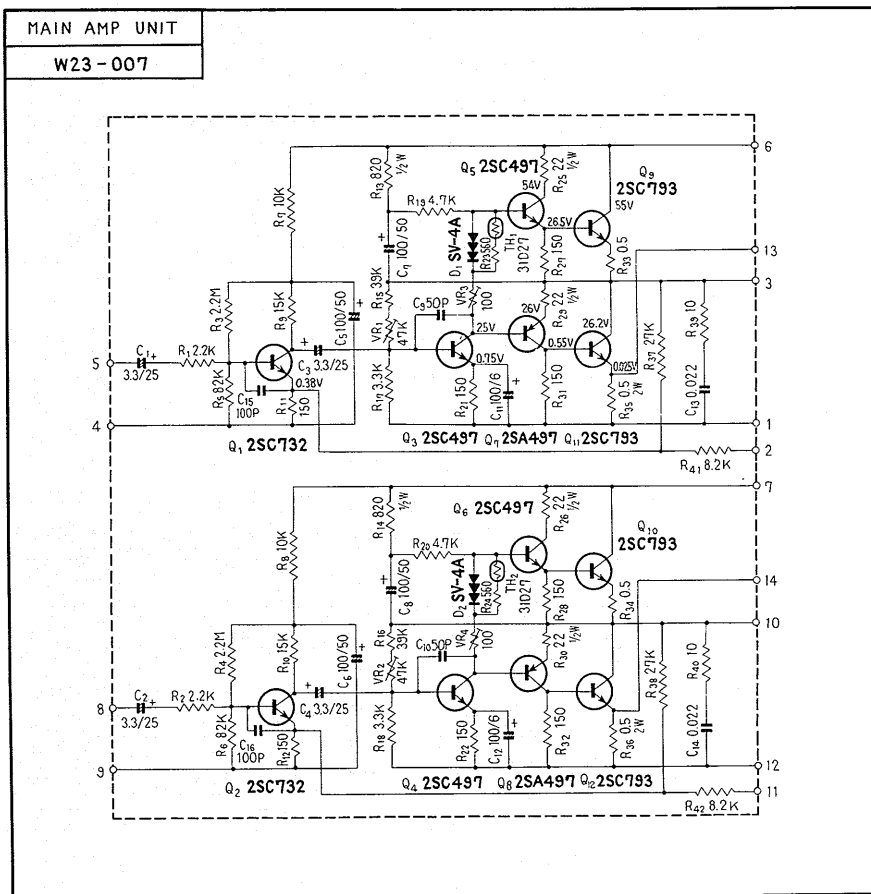 MAIN AMP UNIT
W23-007
Q5 2SC497
Q9
2SC793
6
R13 820
½W
R25 22
½W
R7 10K
R19 4.7K
54V
55V
D1 SV-4A
R23 560
TH1
31D27
26.5V
C7 100/50
+
R27 150
R33 0.5
13
3
R3 2.2M
R9 15K
C5 100/50
+
R15 39K
VR1
47K
C9 50P
VR3
100
26V
R29 22
½W
26.2V
R37 27K
R39 10
5
C1 +
3.3/25
R1 2.2K
+
C3 3.3/25
25V
0.75V
0.55V
0.025V
R5 82K
C15
100P
0.38V
R11
150
R17 3.3K
R21 150
C11 100/6
+
R31 150
R35 0.5
2W
C13 0.022
4
1
Q1 2SC732
Q3 2SC497
Q7 2SA497
Q11 2SC793
2
R41 8.2K
7
Q6 2SC497
Q10
2SC793
R14 820
½W
R26 22
½W
R8 10K
R20 4.7K
D2 SV-4A
R24 560
TH2
31D27
C8 100/50
+
R28 150
R34 0.5
14
10
R4 2.2M
R10 15K
C6 100/50
+
R16
39K
VR2
47K
C10 50P
VR4
100
R30 22
½W
R38 27K
R40 10
8
C2 +
3.3/25
R2 2.2K
+
C4 3.3/25
R6 82K
C16
100P
R12 150
R18 3.3K
R22 150
C12 100/6
+
R32 150
R36 0.5
2W
C14 0.022
9
12
Q2 2SC732
Q4 2SC497
Q8 2SA497
Q12 2SC793
11
R42 8.2K